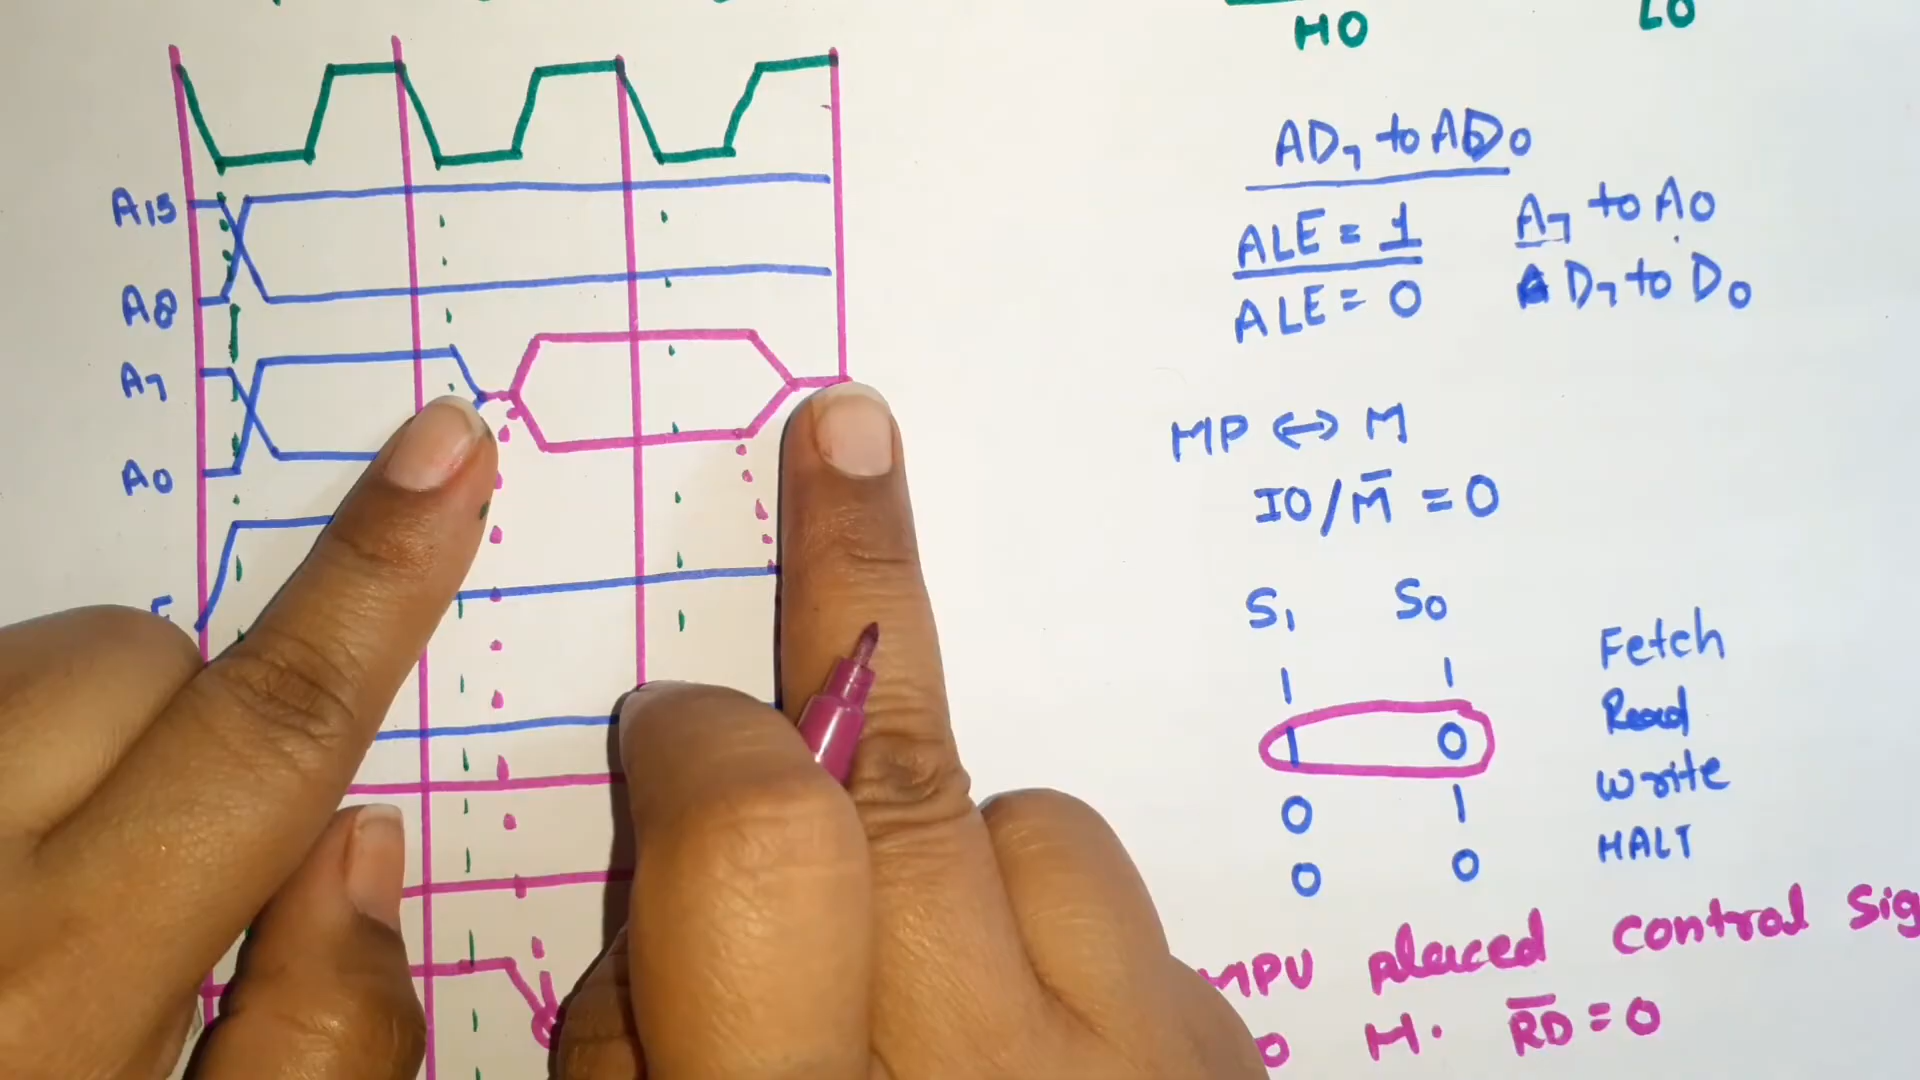 HO
LO
AD7 to AD0
ALE = 1 A7 to A0
ALE = 0 D7 to D0
A15
A8
A7
A0
MP ↔ M
IO/M̅ = 0
S1 S0
1 1 Fetch
1 0 Read
0 1 write
0 0 HALT
MPU placed control Sig
M. R̅D̅ = 0